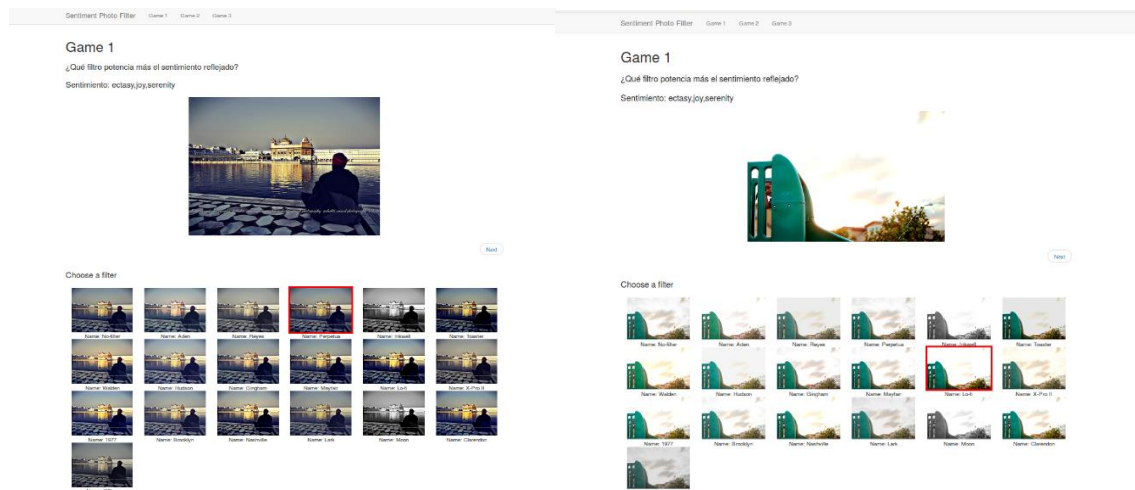 Sentiment Photo Filter Game 1 Game 2 Game 3
Game 1
¿Qué filtro potencia más el sentimiento reflejado?
Sentimiento: ectasy,joy,serenity
Next
Choose a filter
Name: No-filter Name: Aden Name: Reyes Name: Perpetua Name: Inkwell Name: Toaster
Name: Walden Name: Hudson Name: Gingham Name: Mayfair Name: Lo-fi Name: X-Pro II
Name: 1977 Name: Brooklyn Name: Nashville Name: Lark Name: Moon Name: Clarendon
Sentiment Photo Filter Game 1 Game 2 Game 3
Game 1
¿Qué filtro potencia más el sentimiento reflejado?
Sentimiento: ectasy,joy,serenity
Next
Choose a filter
Name: No-filter Name: Aden Name: Reyes Name: Perpetua Name: Inkwell Name: Toaster
Name: Walden Name: Hudson Name: Gingham Name: Mayfair Name: Lo-fi Name: X-Pro II
Name: 1977 Name: Brooklyn Name: Nashville Name: Lark Name: Moon Name: Clarendon